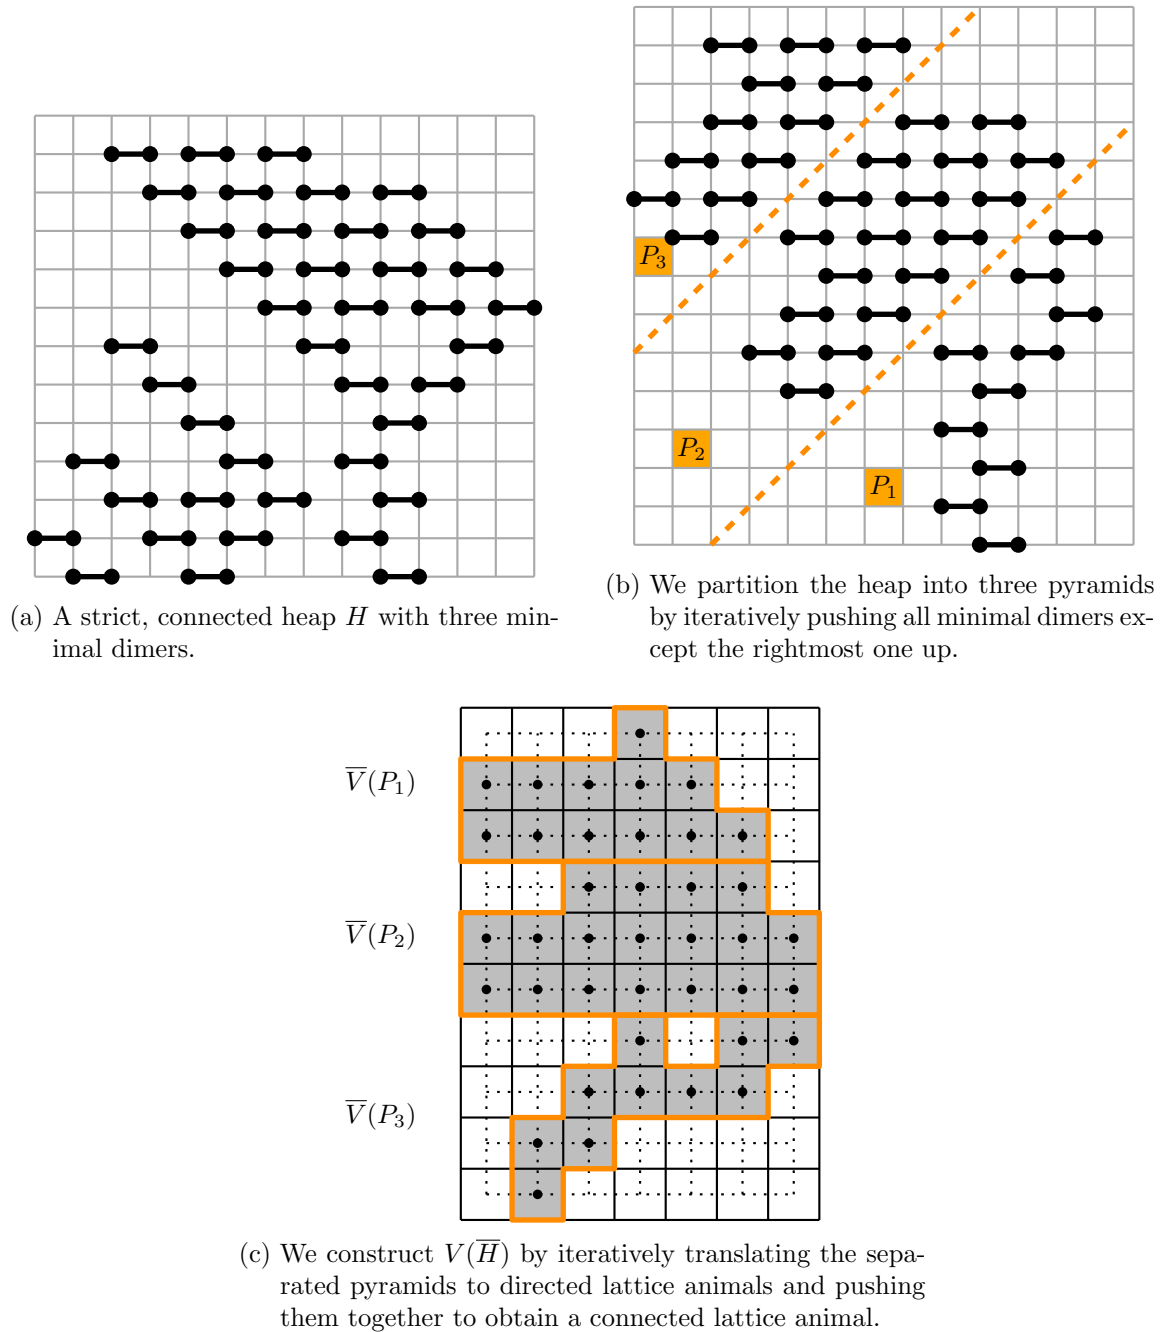 P₃
P₂
P₁
(a) A strict, connected heap H with three min-
imal dimers.
(b) We partition the heap into three pyramids
by iteratively pushing all minimal dimers ex-
cept the rightmost one up.
V̅(P₁)
V̅(P₂)
V̅(P₃)
(c) We construct V(H̅) by iteratively translating the sep-
arated pyramids to directed lattice animals and pushing
them together to obtain a connected lattice animal.